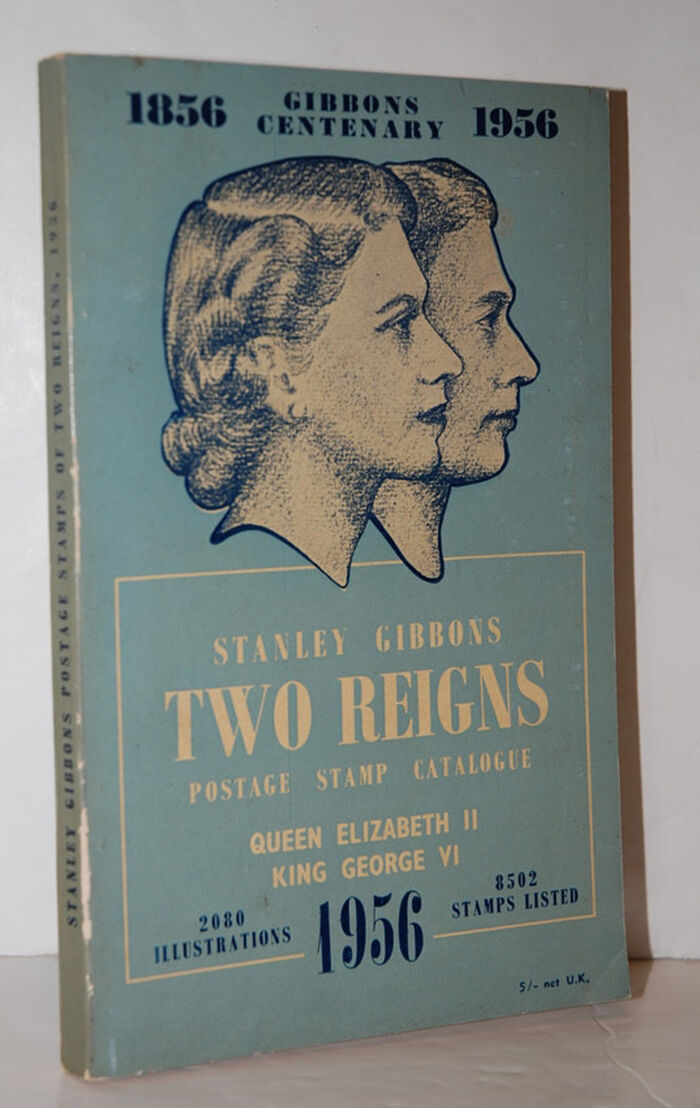 1856 GIBBONS CENTENARY 1956
STANLEY GIBBONS
TWO REIGNS
POSTAGE STAMP CATALOGUE
QUEEN ELIZABETH II
KING GEORGE VI
2080
ILLUSTRATIONS
1956
8502
STAMPS LISTED
5/- net U.K.
STANLEY GIBBONS POSTAGE STAMPS OF TWO REIGNS, 1956